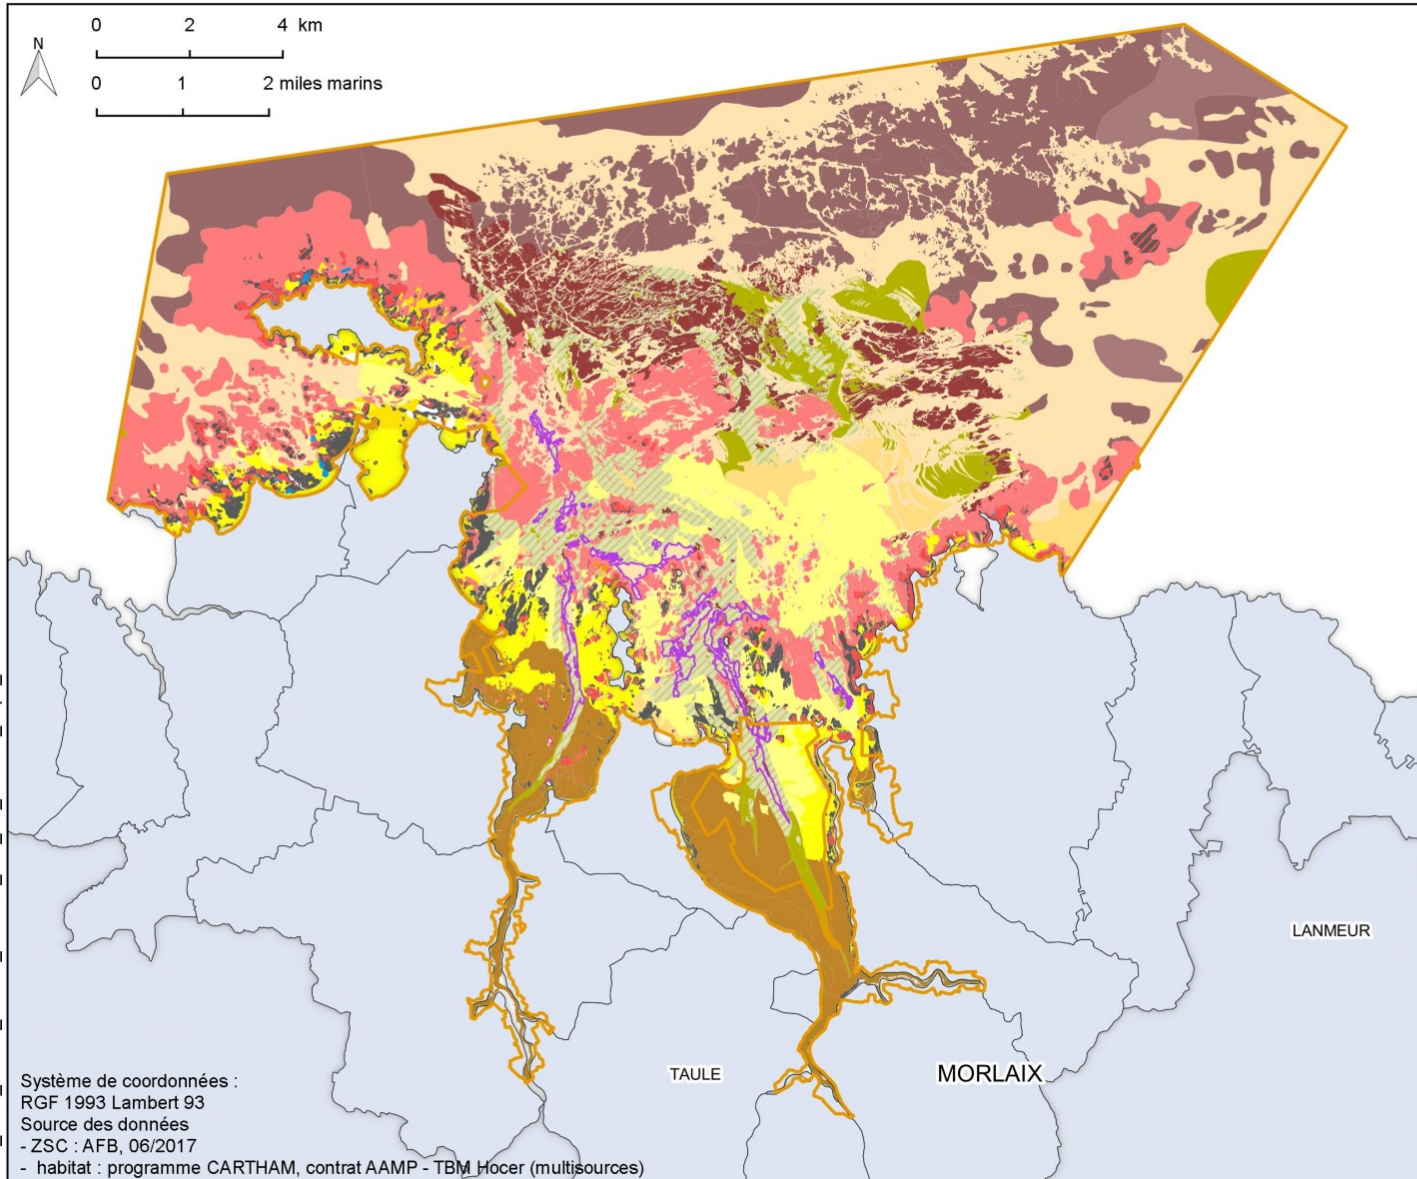 0 2 4 km
N
0 1 2 miles marins
LANMEUR
TAULE
MORLAIX
Système de coordonnées :
RGF 1993 Lambert 93
Source des données
- ZSC : AFB, 06/2017
- habitat : programme CARTHAM, contrat AAMP - TBM Hocer (multisources)